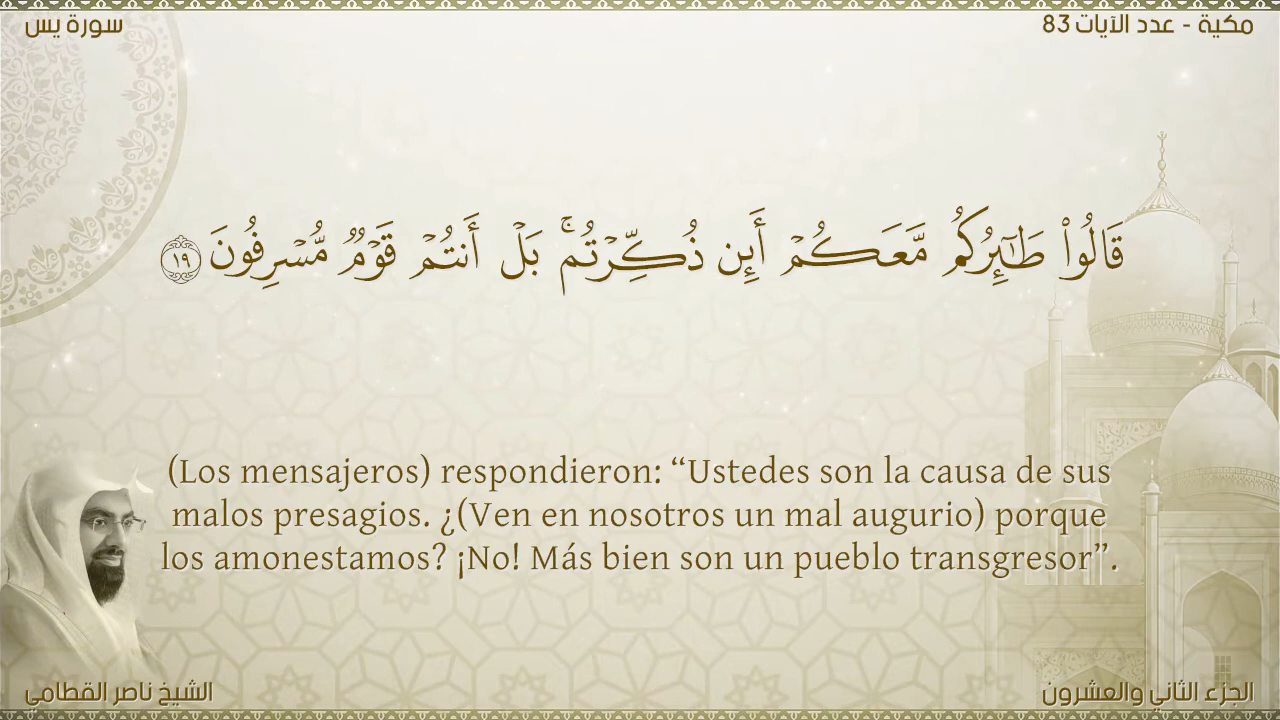 مكية - عدد الآيات 83
سورة يس
قَالُوا۟ طَـٰٓئِرُكُم مَّعَكُمْ أَئِن ذُكِّرْتُم ۚ بَلْ أَنتُمْ قَوْمٌ مُّسْرِفُونَ ١٩
(Los mensajeros) respondieron: “Ustedes son la causa de sus
malos presagios. ¿(Ven en nosotros un mal augurio) porque
los amonestamos? ¡No! Más bien son un pueblo transgresor”.
الجزء الثاني والعشرون
الشيخ ناصر القطامي